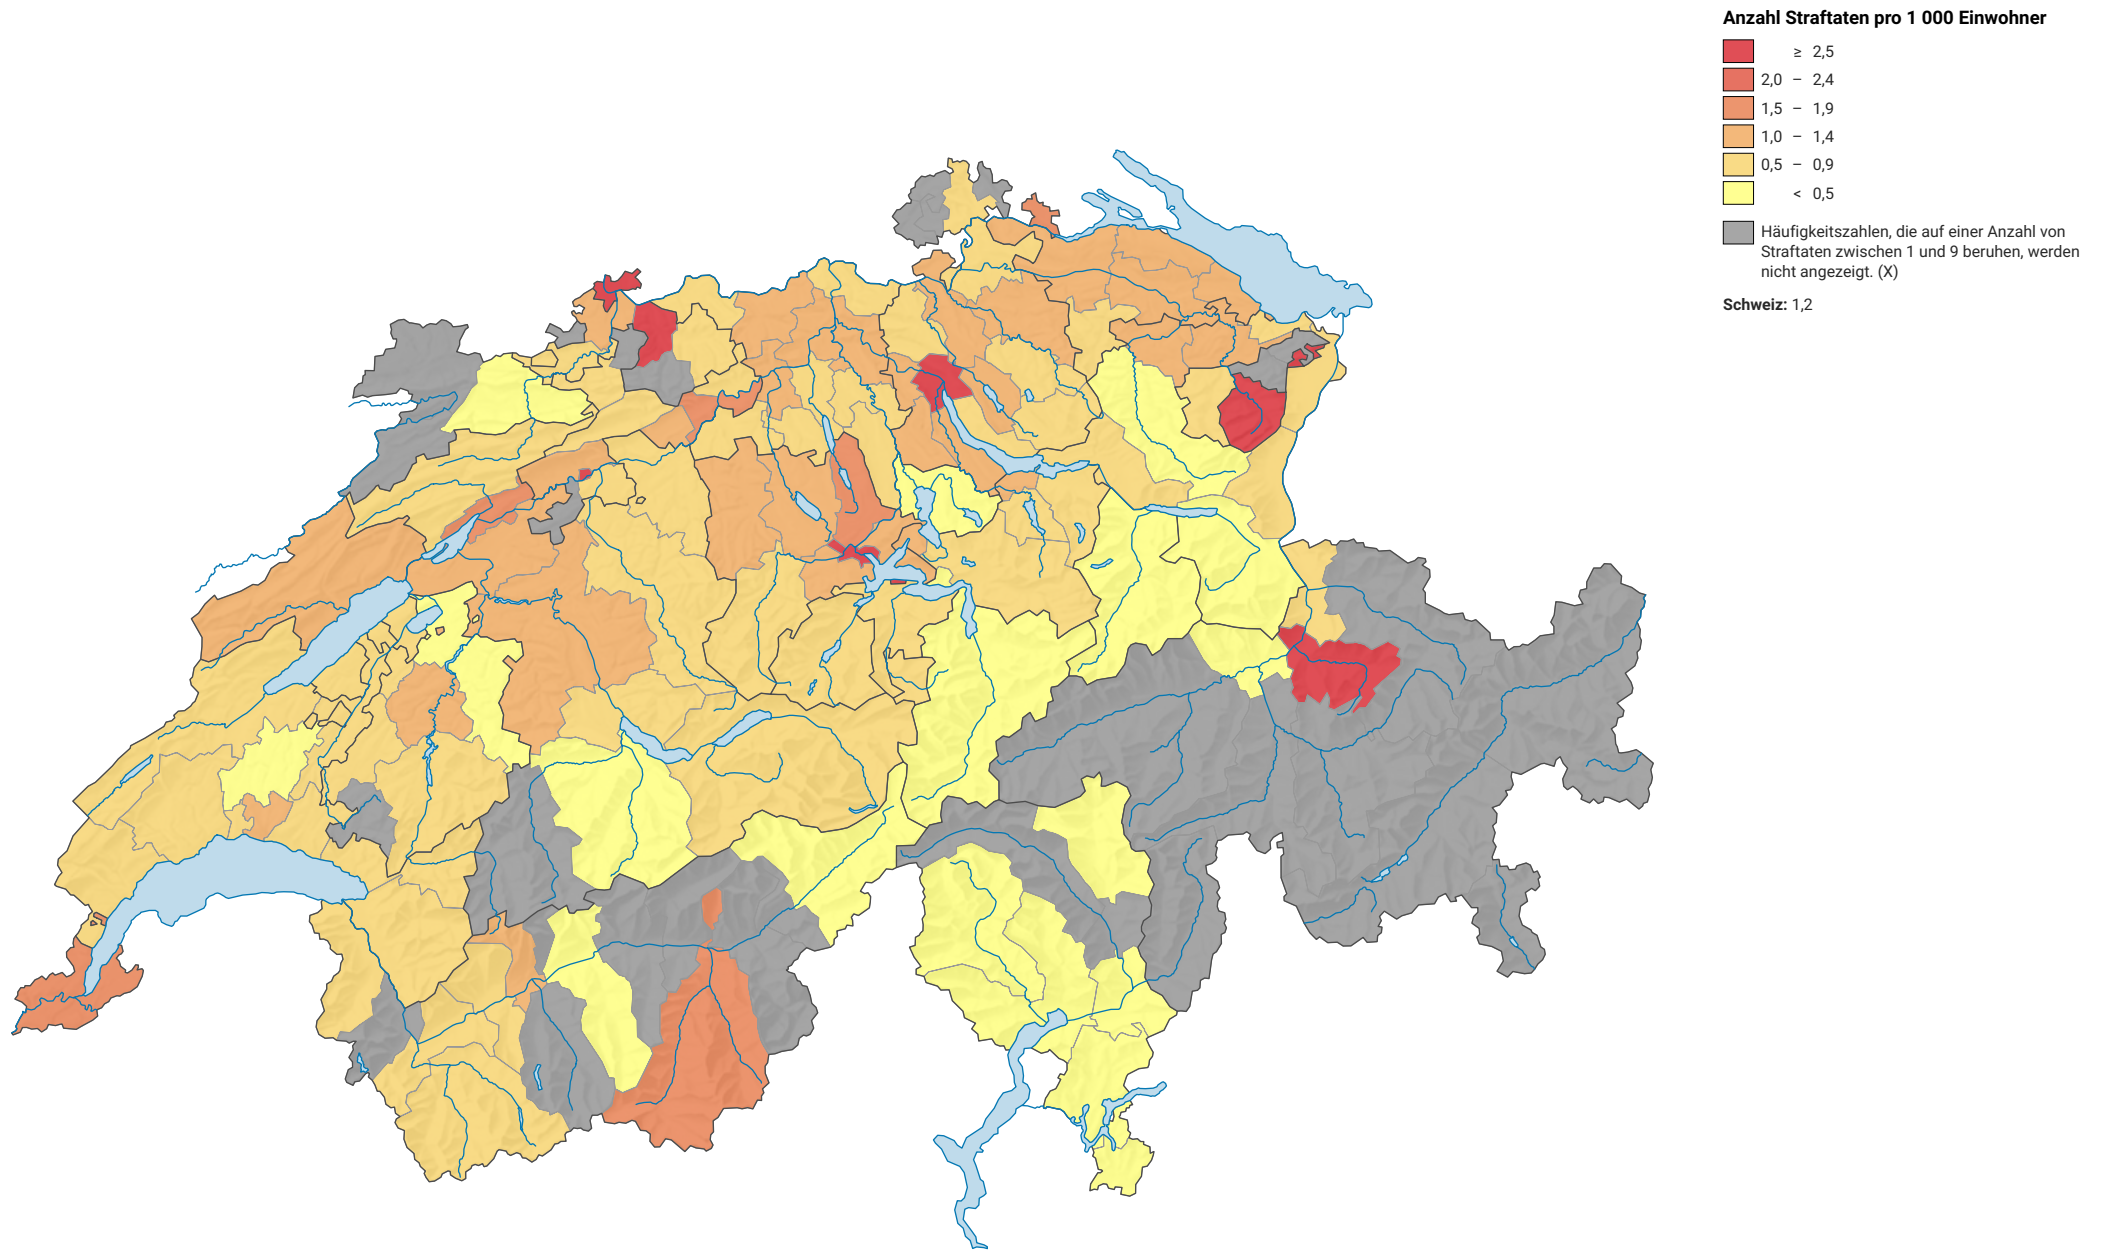 Anzahl Straftaten pro 1 000 Einwohner
≥ 2,5
2,0 – 2,4
1,5 – 1,9
1,0 – 1,4
0,5 – 0,9
< 0,5
Häufigkeitszahlen, die auf einer Anzahl von
Straftaten zwischen 1 und 9 beruhen, werden
nicht angezeigt. (X)
Schweiz: 1,2